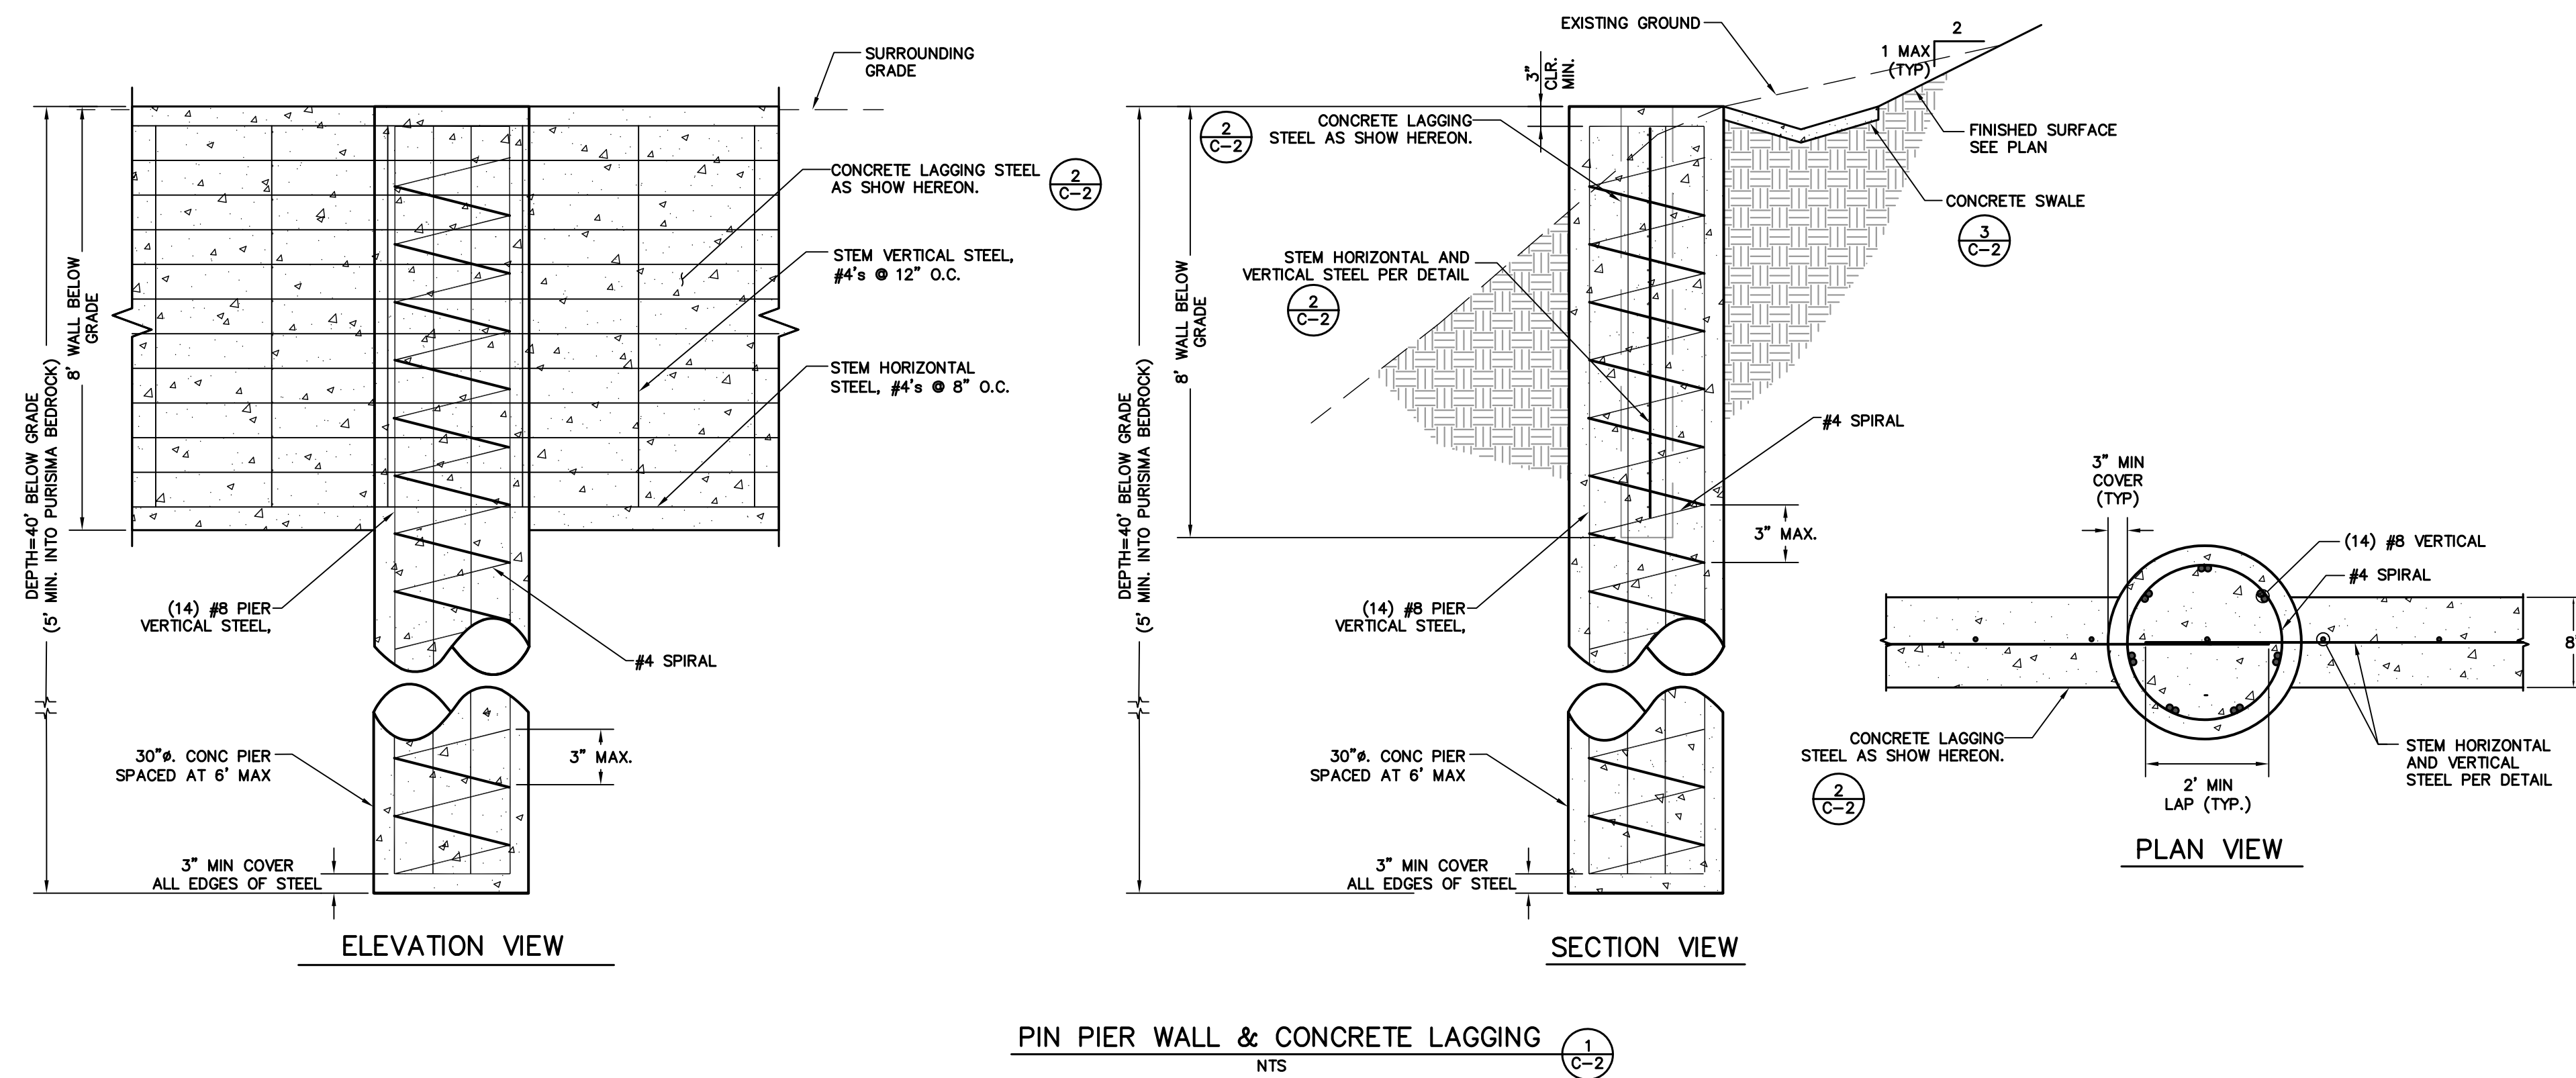 SURROUNDING
GRADE
CONCRETE LAGGING STEEL
AS SHOW HEREON.
2
C-2
STEM VERTICAL STEEL,
#4's @ 12" O.C.
STEM HORIZONTAL
STEEL, #4's @ 8" O.C.
8' WALL BELOW
GRADE
DEPTH=40' BELOW GRADE
(5' MIN. INTO PURISIMA BEDROCK)
(14) #8 PIER
VERTICAL STEEL,
#4 SPIRAL
30"ø. CONC PIER
SPACED AT 6' MAX
3" MAX.
3" MIN COVER
ALL EDGES OF STEEL
ELEVATION VIEW
EXISTING GROUND
2
1 MAX
(TYP)
3"
CLR.
MIN.
2
C-2
CONCRETE LAGGING
STEEL AS SHOW HEREON.
FINISHED SURFACE
SEE PLAN
CONCRETE SWALE
3
C-2
STEM HORIZONTAL AND
VERTICAL STEEL PER DETAIL
2
C-2
8' WALL BELOW
GRADE
DEPTH=40' BELOW GRADE
(5' MIN. INTO PURISIMA BEDROCK)
#4 SPIRAL
3" MAX.
(14) #8 PIER
VERTICAL STEEL,
30"ø. CONC PIER
SPACED AT 6' MAX
3" MIN COVER
ALL EDGES OF STEEL
SECTION VIEW
3" MIN
COVER
(TYP)
(14) #8 VERTICAL
#4 SPIRAL
8
CONCRETE LAGGING
STEEL AS SHOW HEREON.
2
C-2
2' MIN
LAP (TYP.)
STEM HORIZONTAL
AND VERTICAL
STEEL PER DETAIL
PLAN VIEW
PIN PIER WALL & CONCRETE LAGGING
NTS
1
C-2